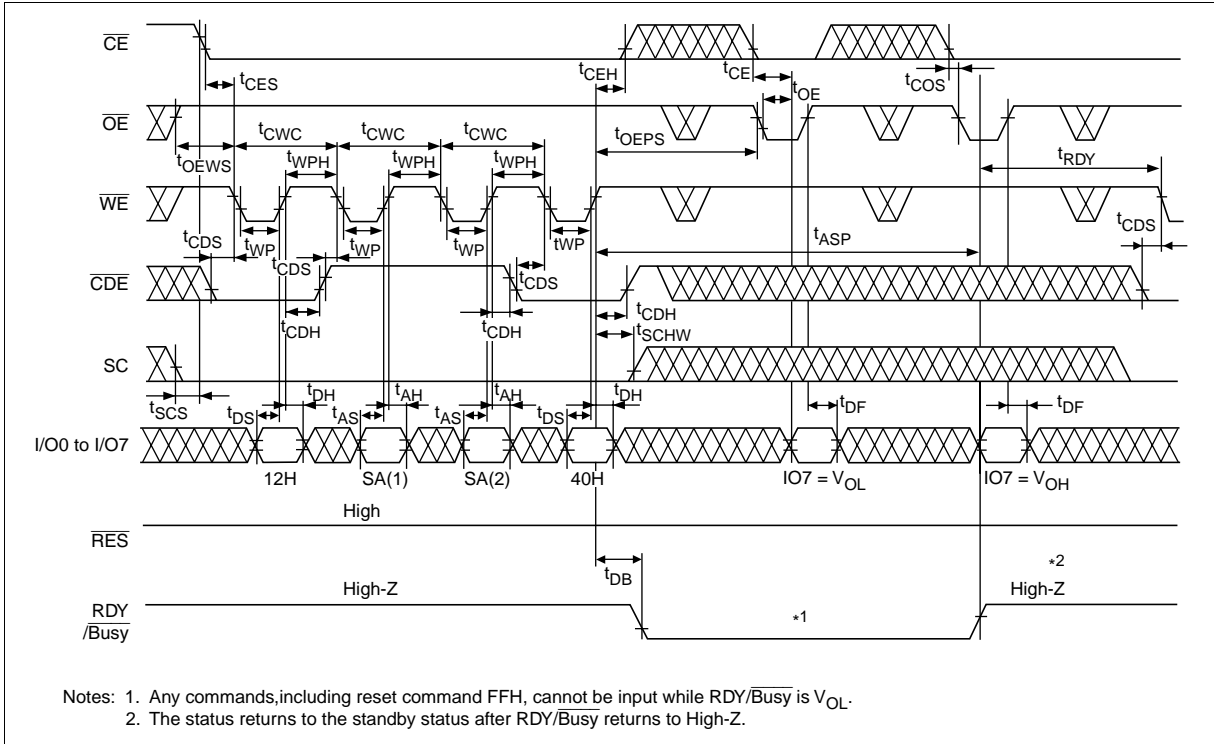 CE
tCEH
tCE
tCOS
tCES
tOE
OE
tCWC
tCWC
tCWC
tOEWS
tWPH
tWPH
tWPH
tOEPS
tRDY
WE
tCDS
tWP
tWP
tWP
tWP
tASP
tCDS
tCDS
tCDS
CDE
tCDH
tCDH
tCDH
tSCHW
SC
tSCS
tDH
tAH
tAH
tDH
tDS
tAS
tAS
tDS
tDF
tDF
I/O0 to I/O7
12H
SA(1)
SA(2)
40H
IO7 = VOL
IO7 = VOH
High
RES
tDB
*2
High-Z
High-Z
RDY
/Busy
*1
Notes: 1. Any commands,including reset command FFH, cannot be input while RDY/Busy is VOL.
2. The status returns to the standby status after RDY/Busy returns to High-Z.